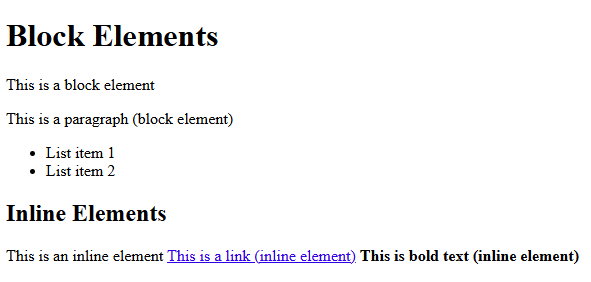 Block Elements
This is a block element
This is a paragraph (block element)
• List item 1
• List item 2
Inline Elements
This is an inline element This is a link (inline element) This is bold text (inline element)